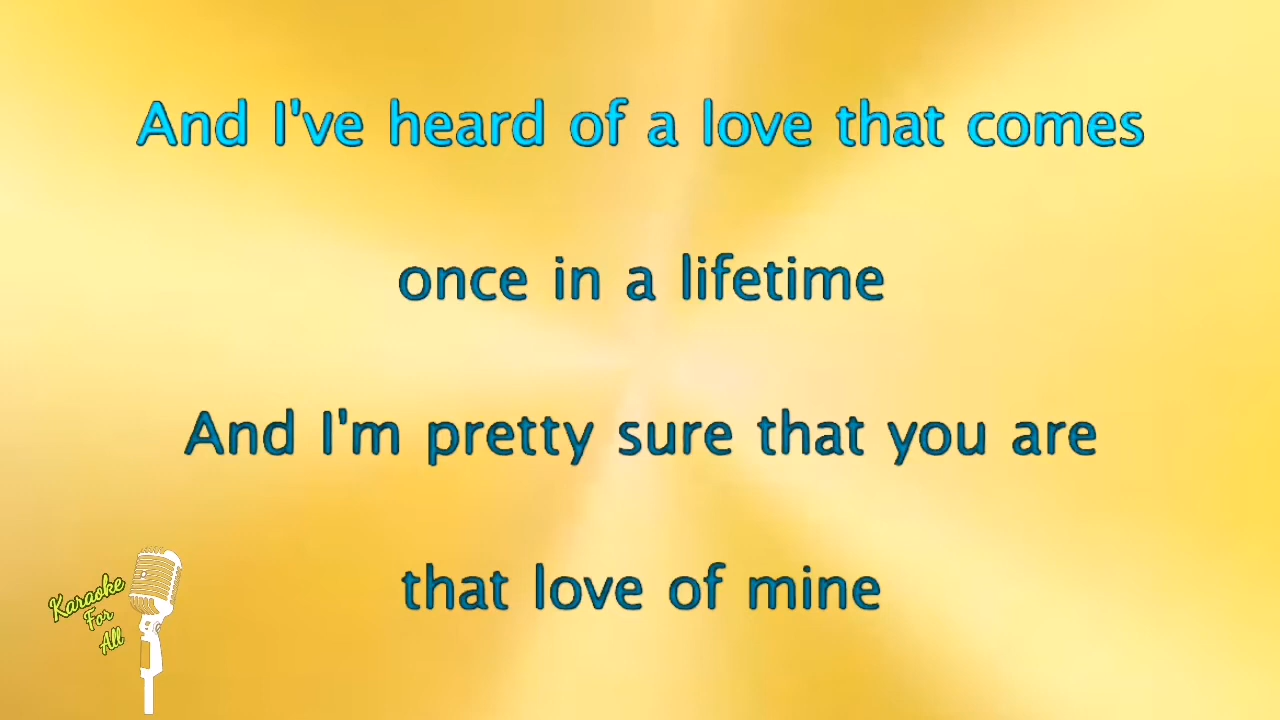 And I've heard of a love that comes
once in a lifetime
And I'm pretty sure that you are
that love of mine
Karaoke
For
All